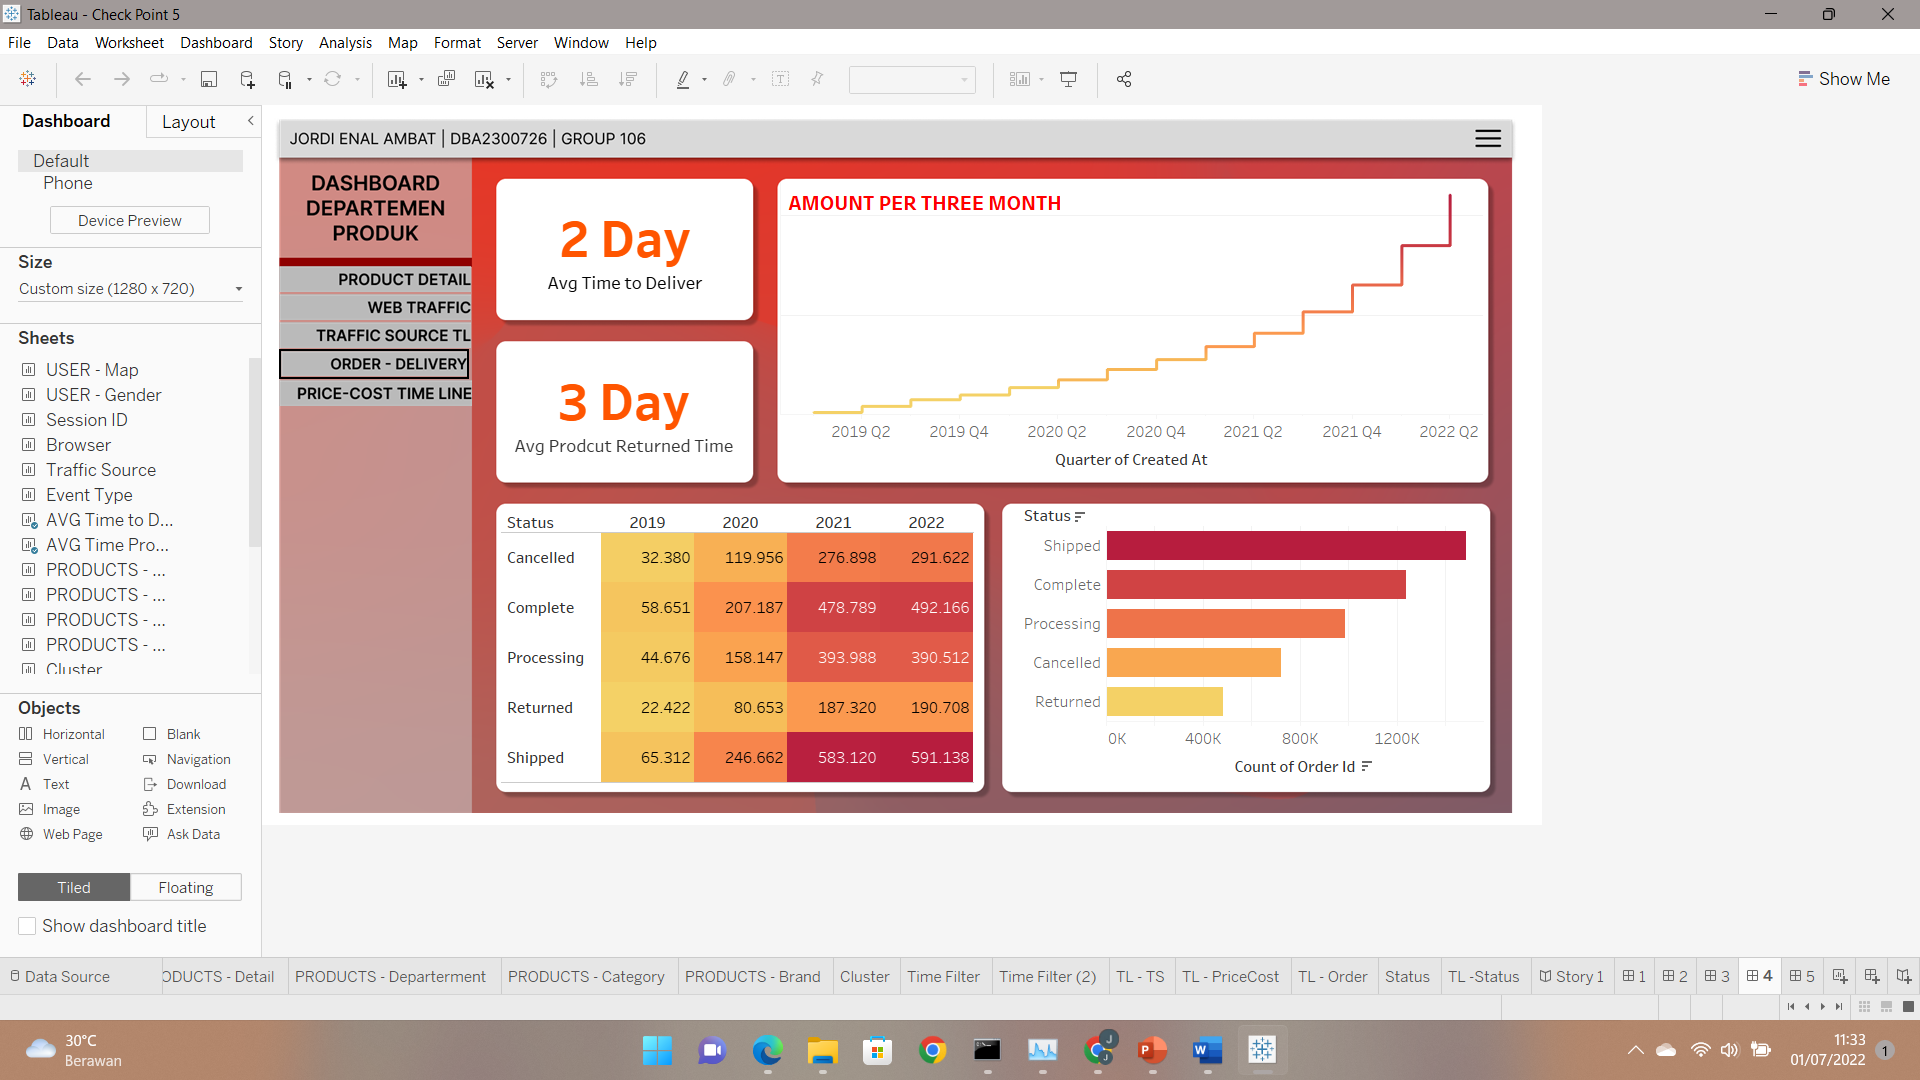 Tableau - Check Point 5
File Data Worksheet Dashboard Story Analysis Map Format Server Window Help
Show Me
Dashboard Layout
Default
Phone
Device Preview
Size
Custom size (1280 x 720)
Sheets
USER - Map
USER - Gender
Session ID
Browser
Traffic Source
Event Type
AVG Time to D...
AVG Time Pro...
PRODUCTS - ...
PRODUCTS - ...
PRODUCTS - ...
PRODUCTS - ...
Cluster
Objects
Horizontal Blank
Vertical Navigation
Text Download
Image Extension
Web Page Ask Data
Tiled Floating
Show dashboard title
JORDI ENAL AMBAT | DBA2300726 | GROUP 106
DASHBOARD
DEPARTEMEN
PRODUK
PRODUCT DETAIL
WEB TRAFFIC
TRAFFIC SOURCE TL
ORDER - DELIVERY
PRICE-COST TIME LINE
2 Day
Avg Time to Deliver
3 Day
Avg Prodcut Returned Time
AMOUNT PER THREE MONTH
2019 Q2 2019 Q4 2020 Q2 2020 Q4 2021 Q2 2021 Q4 2022 Q2
Quarter of Created At
Status 2019 2020 2021 2022
Cancelled 32.380 119.956 276.898 291.622
Complete 58.651 207.187 478.789 492.166
Processing 44.676 158.147 393.988 390.512
Returned 22.422 80.653 187.320 190.708
Shipped 65.312 246.662 583.120 591.138
Status
Shipped
Complete
Processing
Cancelled
Returned
0K 400K 800K 1200K
Count of Order Id
Data Source ODUCTS - Detail PRODUCTS - Departerment PRODUCTS - Category PRODUCTS - Brand Cluster Time Filter Time Filter (2) TL - TS TL - PriceCost TL - Order Status TL -Status Story 1 1 2 3 4 5
30°C
Berawan
11:33
01/07/2022
1